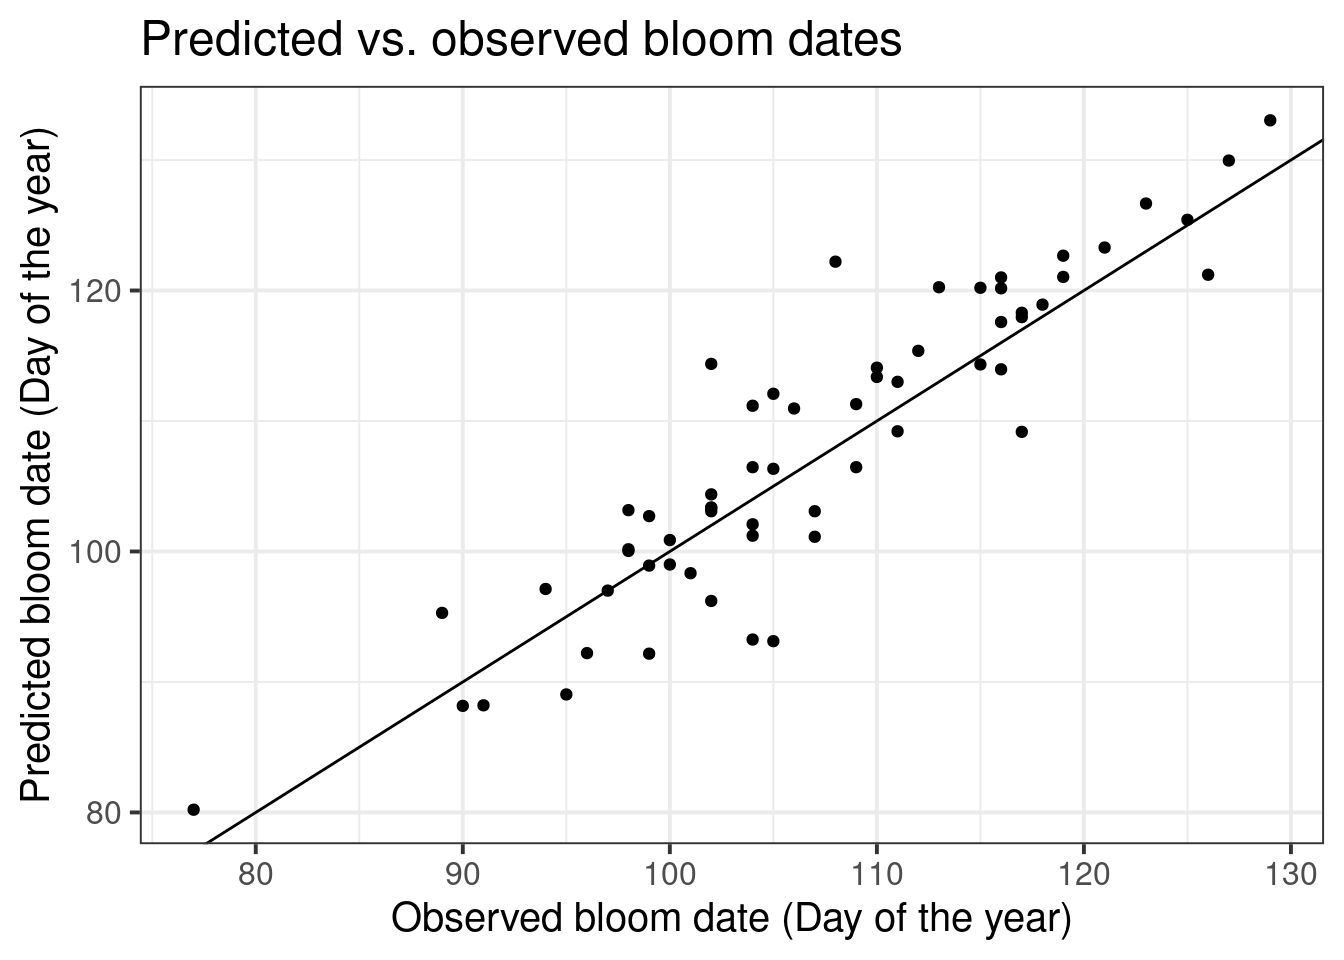 Predicted vs. observed bloom dates
Predicted bloom date (Day of the year)
120
100
80
80 90 100 110 120 130
Observed bloom date (Day of the year)